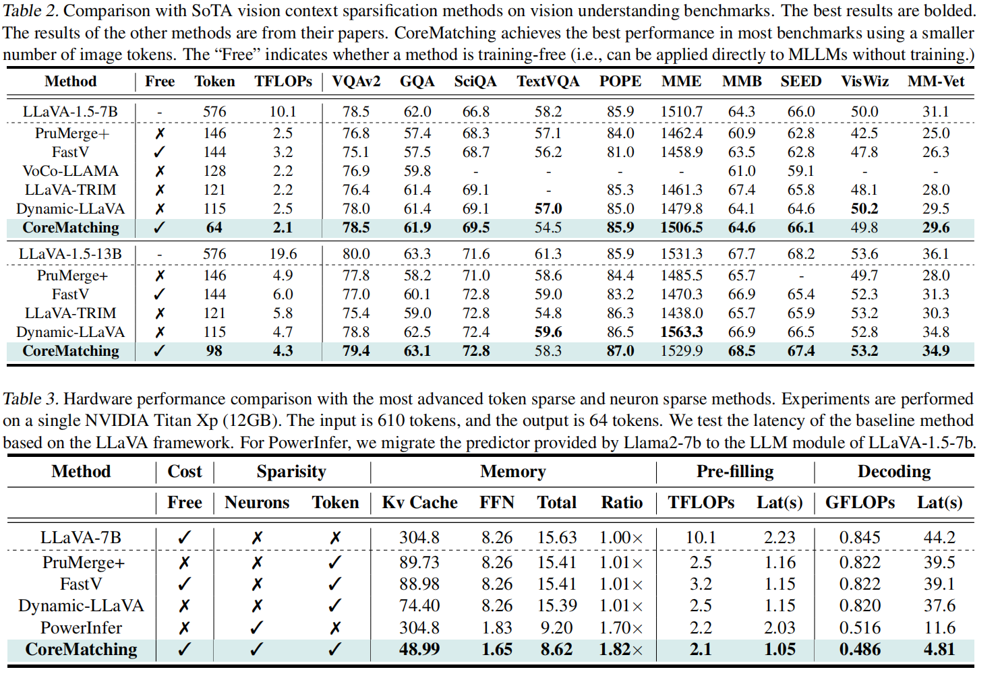 Table 2. Comparison with SoTA vision context sparsification methods on vision understanding benchmarks. The best results are bolded.
The results of the other methods are from their papers. CoreMatching achieves the best performance in most benchmarks using a smaller
number of image tokens. The “Free” indicates whether a method is training-free (i.e., can be applied directly to MLLMs without training.)
Method Free Token TFLOPs VQAv2 GQA SciQA TextVQA POPE MME MMB SEED VisWiz MM-Vet
LLaVA-1.5-7B - 576 10.1 78.5 62.0 66.8 58.2 85.9 1510.7 64.3 66.0 50.0 31.1
PruMerge+ ✗ 146 2.5 76.8 57.4 68.3 57.1 84.0 1462.4 60.9 62.8 42.5 25.0
FastV ✓ 144 3.2 75.1 57.5 68.7 56.2 81.0 1458.9 63.5 62.8 47.8 26.3
VoCo-LLAMA ✗ 128 2.2 76.9 59.8 - - - - 61.0 59.1 - -
LLaVA-TRIM ✗ 121 2.2 76.4 61.4 69.1 - 85.3 1461.3 67.4 65.8 48.1 28.0
Dynamic-LLaVA ✗ 115 2.5 78.0 61.4 69.1 57.0 85.0 1479.8 64.1 64.6 50.2 29.5
CoreMatching ✓ 64 2.1 78.5 61.9 69.5 54.5 85.9 1506.5 64.6 66.1 49.8 29.6
LLaVA-1.5-13B - 576 19.6 80.0 63.3 71.6 61.3 85.9 1531.3 67.7 68.2 53.6 36.1
PruMerge+ ✗ 146 4.9 77.8 58.2 71.0 58.6 84.4 1485.5 65.7 - 49.7 28.0
FastV ✓ 144 6.0 77.0 60.1 72.8 59.0 83.2 1470.3 66.9 65.4 52.3 31.3
LLaVA-TRIM ✗ 121 5.8 75.4 59.0 72.8 54.8 86.3 1438.0 65.7 65.9 53.2 30.3
Dynamic-LLaVA ✗ 115 4.7 78.8 62.5 72.4 59.6 86.5 1563.3 66.9 66.5 52.8 34.8
CoreMatching ✓ 98 4.3 79.4 63.1 72.8 58.3 87.0 1529.9 68.5 67.4 53.2 34.9
Table 3. Hardware performance comparison with the most advanced token sparse and neuron sparse methods. Experiments are performed
on a single NVIDIA Titan Xp (12GB). The input is 610 tokens, and the output is 64 tokens. We test the latency of the baseline method
based on the LLaVA framework. For PowerInfer, we migrate the predictor provided by Llama2-7b to the LLM module of LLaVA-1.5-7b.
Method Cost Sparisity Memory Pre-filling Decoding
Free Neurons Token Kv Cache FFN Total Ratio TFLOPs Lat(s) GFLOPs Lat(s)
LLaVA-7B ✓ ✗ ✗ 304.8 8.26 15.63 1.00× 10.1 2.23 0.845 44.2
PruMerge+ ✗ ✗ ✓ 89.73 8.26 15.41 1.01× 2.5 1.16 0.822 39.5
FastV ✓ ✗ ✓ 88.98 8.26 15.41 1.01× 3.2 1.15 0.822 39.1
Dynamic-LLaVA ✗ ✗ ✓ 74.40 8.26 15.39 1.01× 2.5 1.15 0.820 37.6
PowerInfer ✗ ✓ ✗ 304.8 1.83 9.20 1.70× 2.2 2.03 0.516 11.6
CoreMatching ✓ ✓ ✓ 48.99 1.65 8.62 1.82× 2.1 1.05 0.486 4.81